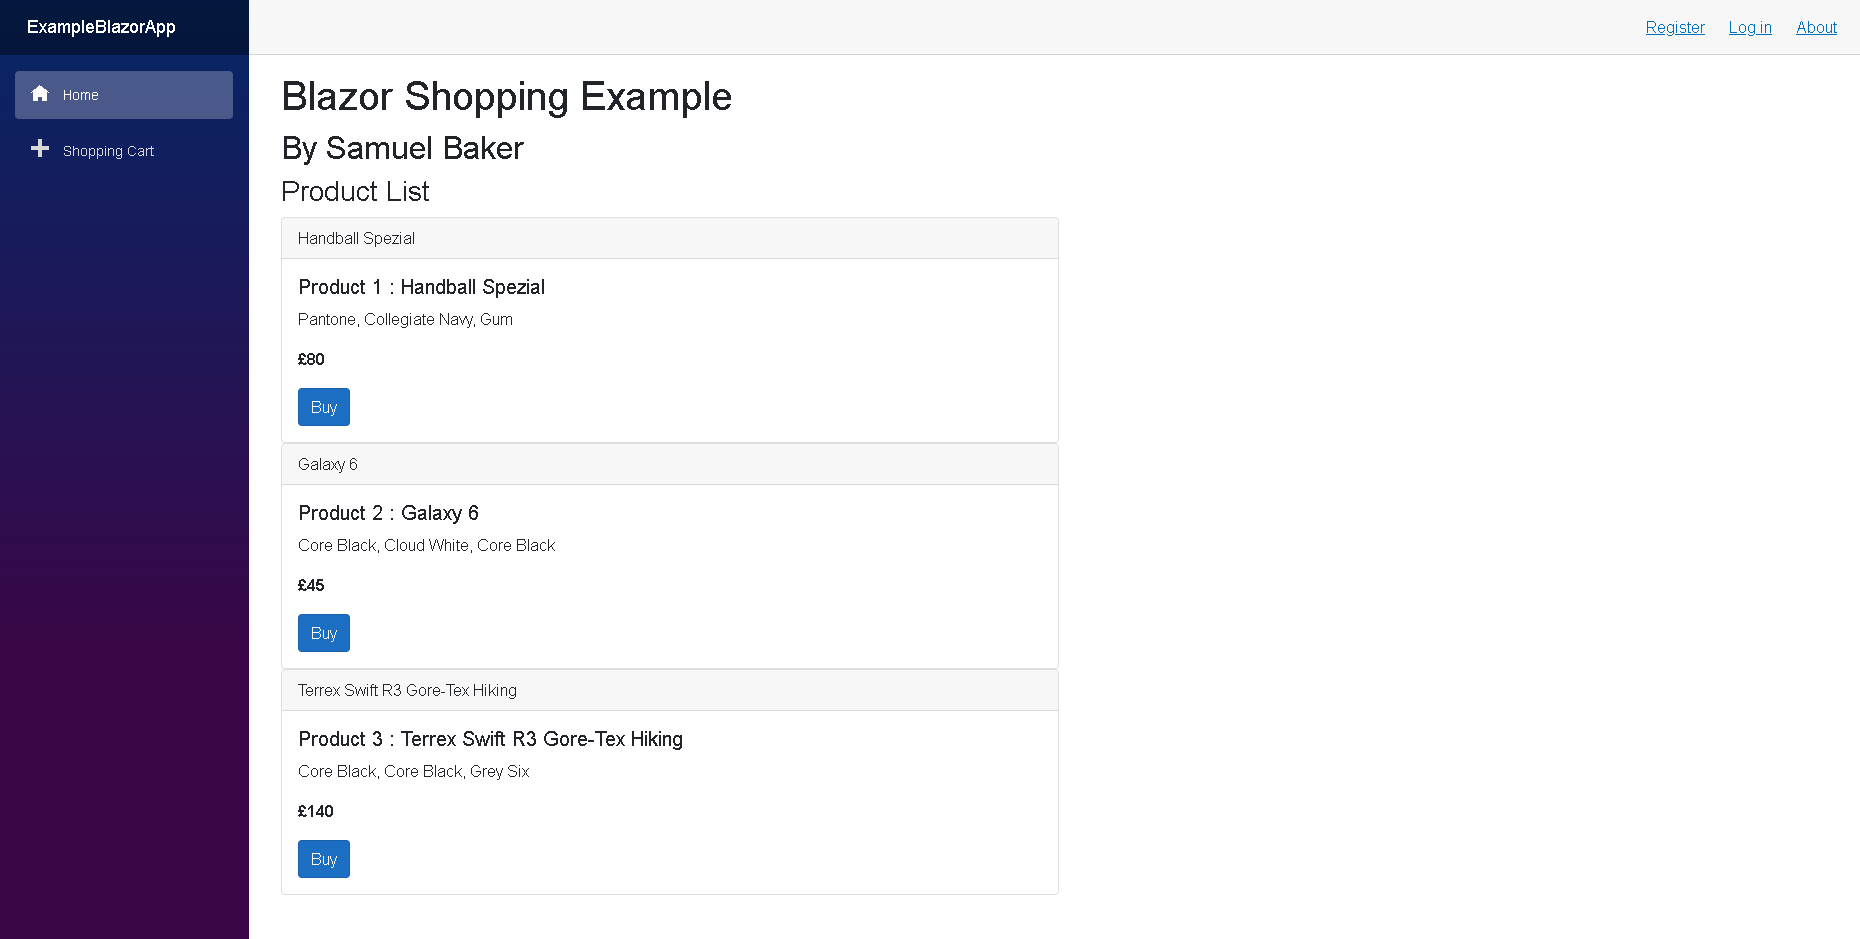 ExampleBlazorApp
Register Log in About
Home
Shopping Cart
Blazor Shopping Example
By Samuel Baker
Product List
Handball Spezial
Product 1 : Handball Spezial
Pantone, Collegiate Navy, Gum
£80
Buy
Galaxy 6
Product 2 : Galaxy 6
Core Black, Cloud White, Core Black
£45
Buy
Terrex Swift R3 Gore-Tex Hiking
Product 3 : Terrex Swift R3 Gore-Tex Hiking
Core Black, Core Black, Grey Six
£140
Buy